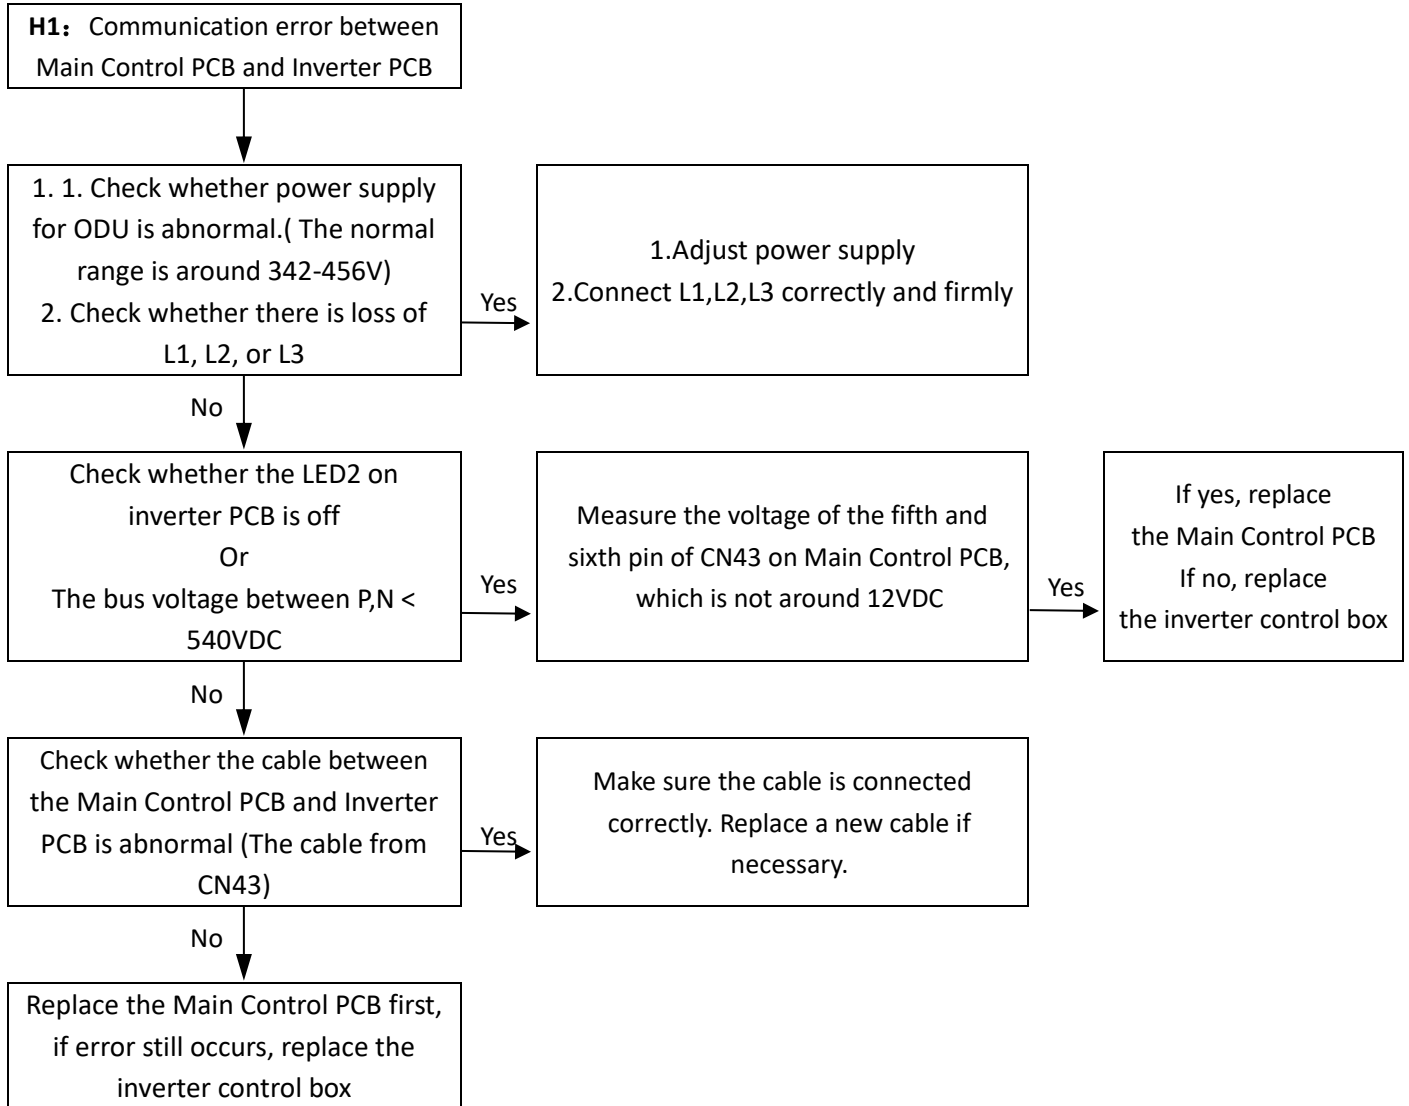 H1： Communication error between
Main Control PCB and Inverter PCB
1. 1. Check whether power supply
for ODU is abnormal.( The normal
range is around 342-456V)
2. Check whether there is loss of
L1, L2, or L3
Yes
1.Adjust power supply
2.Connect L1,L2,L3 correctly and firmly
No
Check whether the LED2 on
inverter PCB is off
Or
The bus voltage between P,N <
540VDC
Yes
Measure the voltage of the fifth and
sixth pin of CN43 on Main Control PCB,
which is not around 12VDC
Yes
If yes, replace
the Main Control PCB
If no, replace
the inverter control box
No
Check whether the cable between
the Main Control PCB and Inverter
PCB is abnormal (The cable from
CN43)
Yes
Make sure the cable is connected
correctly. Replace a new cable if
necessary.
No
Replace the Main Control PCB first,
if error still occurs, replace the
inverter control box